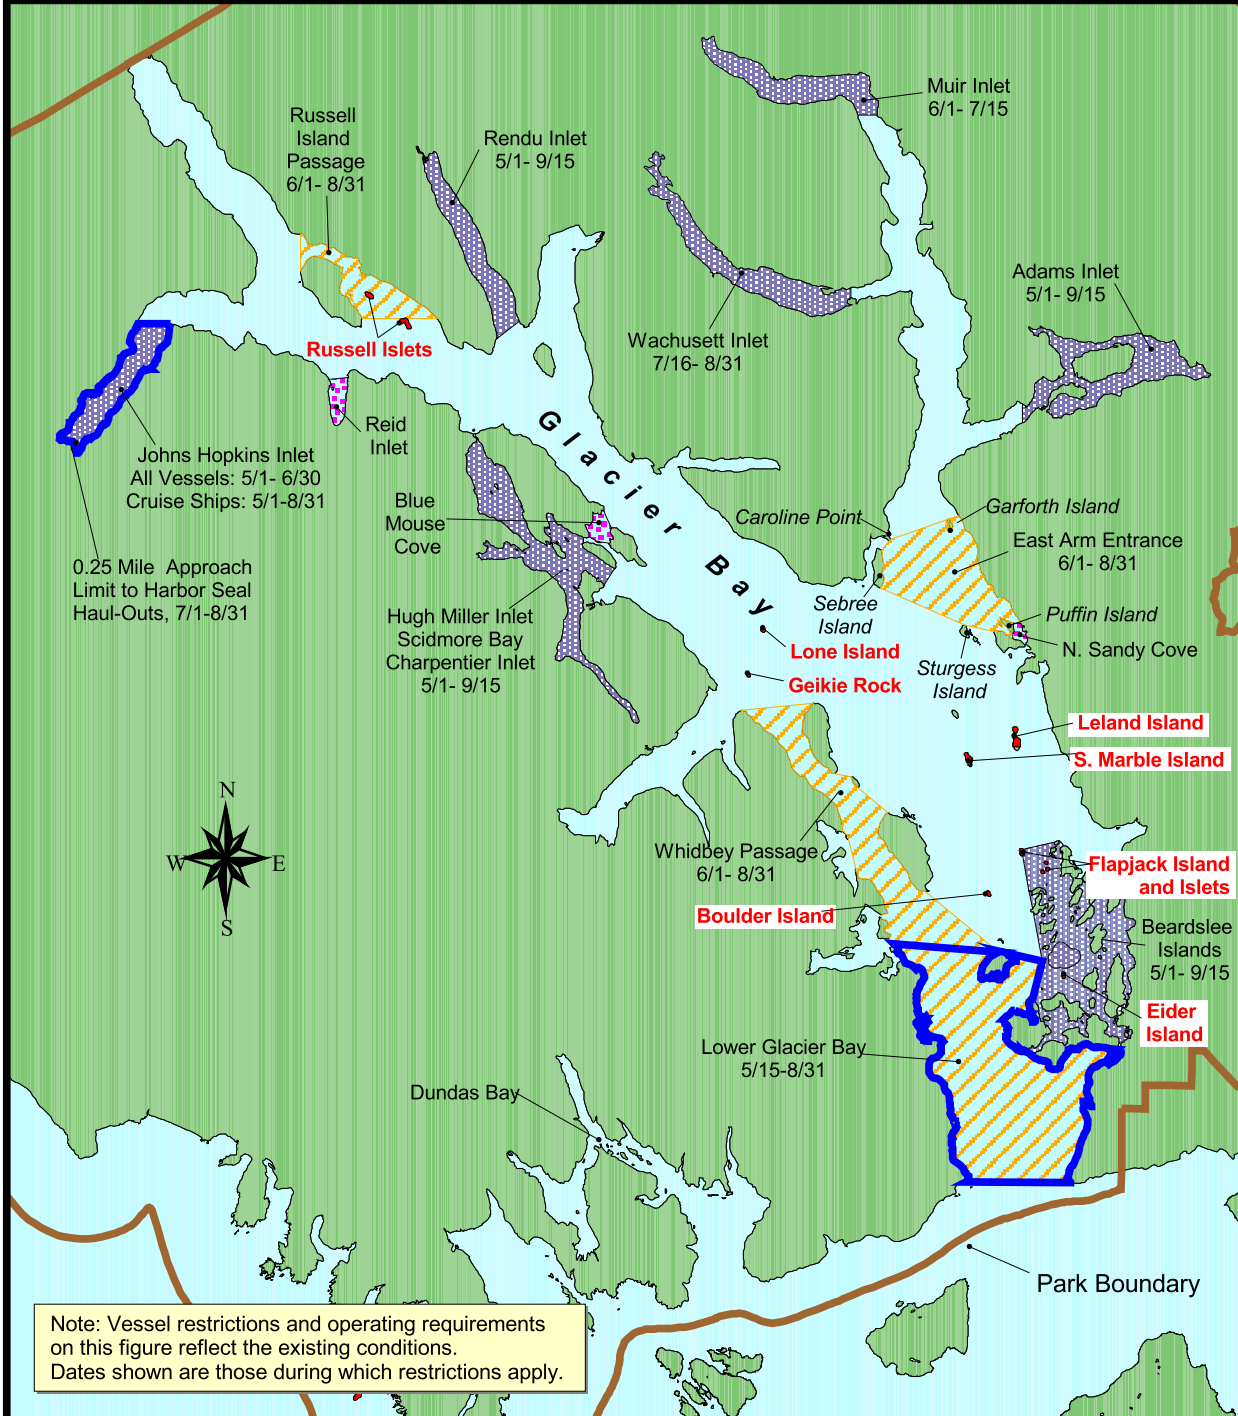 Muir Inlet
6/1- 7/15
Russell
Island
Passage
6/1- 8/31
Rendu Inlet
5/1- 9/15
Adams Inlet
5/1- 9/15
Wachusett Inlet
7/16- 8/31
Russell Islets
Reid
Inlet
Glacier Bay
Johns Hopkins Inlet
All Vessels: 5/1- 6/30
Cruise Ships: 5/1-8/31
Blue
Mouse
Cove
Caroline Point
Garforth Island
East Arm Entrance
6/1- 8/31
0.25 Mile Approach
Limit to Harbor Seal
Haul-Outs, 7/1-8/31
Hugh Miller Inlet
Scidmore Bay
Charpentier Inlet
5/1- 9/15
Sebree
Island
Puffin Island
N. Sandy Cove
Lone Island
Sturgess
Island
Geikie Rock
Leland Island
S. Marble Island
N
W
E
S
Whidbey Passage
6/1- 8/31
Flapjack Island
and Islets
Boulder Island
Beardslee
Islands
5/1- 9/15
Eider
Island
Lower Glacier Bay
5/15-8/31
Dundas Bay
Park Boundary
Note: Vessel restrictions and operating requirements
on this figure reflect the existing conditions.
Dates shown are those during which restrictions apply.